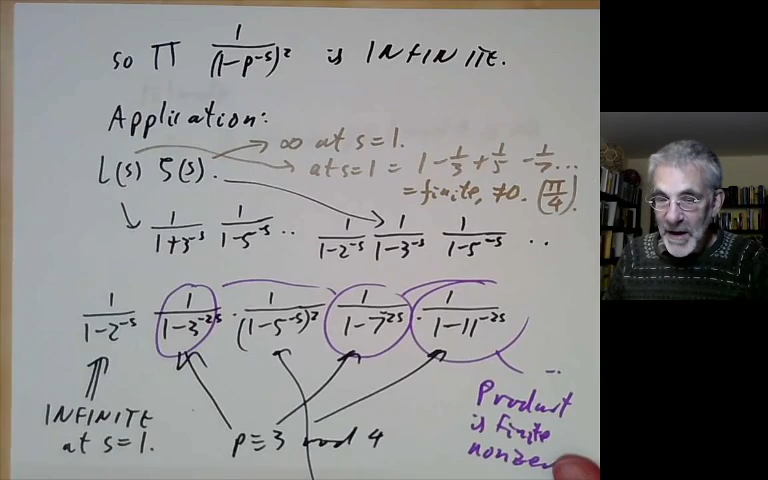 so ∏ 1/(1-p^-s)² is INFINITE.
Application:
∞ at s=1.
L(s) ζ(s).
at s=1 = 1 - 1/3 + 1/5 - 1/7 ...
= finite, ≠0. (π/4).
1/(1+3^-s) 1/(1-5^-s) ..
1/(1-2^-s) 1/(1-3^-s) 1/(1-5^-s) ..
1/(1-2^-s) 1/(1-3^-2s) · 1/(1-5^-s)² 1/(1-7^-2s) · 1/(1-11^-2s) ..
INFINITE
at s=1.
p≡3 mod 4
Product
is finite